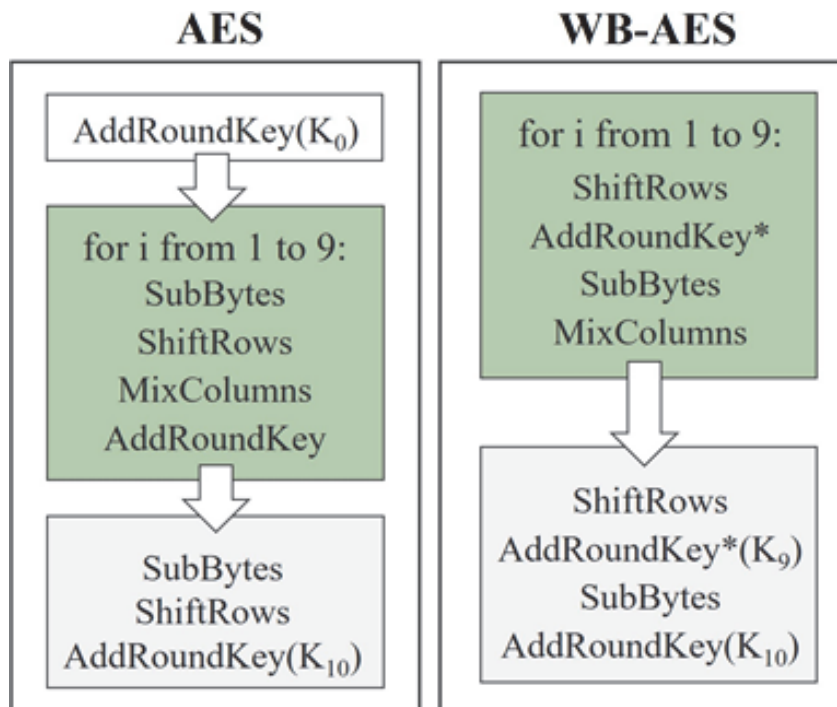 AES
AddRoundKey(K₀)
for i from 1 to 9:
SubBytes
ShiftRows
MixColumns
AddRoundKey
SubBytes
ShiftRows
AddRoundKey(K₁₀)
WB-AES
for i from 1 to 9:
ShiftRows
AddRoundKey*
SubBytes
MixColumns
ShiftRows
AddRoundKey*(K₉)
SubBytes
AddRoundKey(K₁₀)